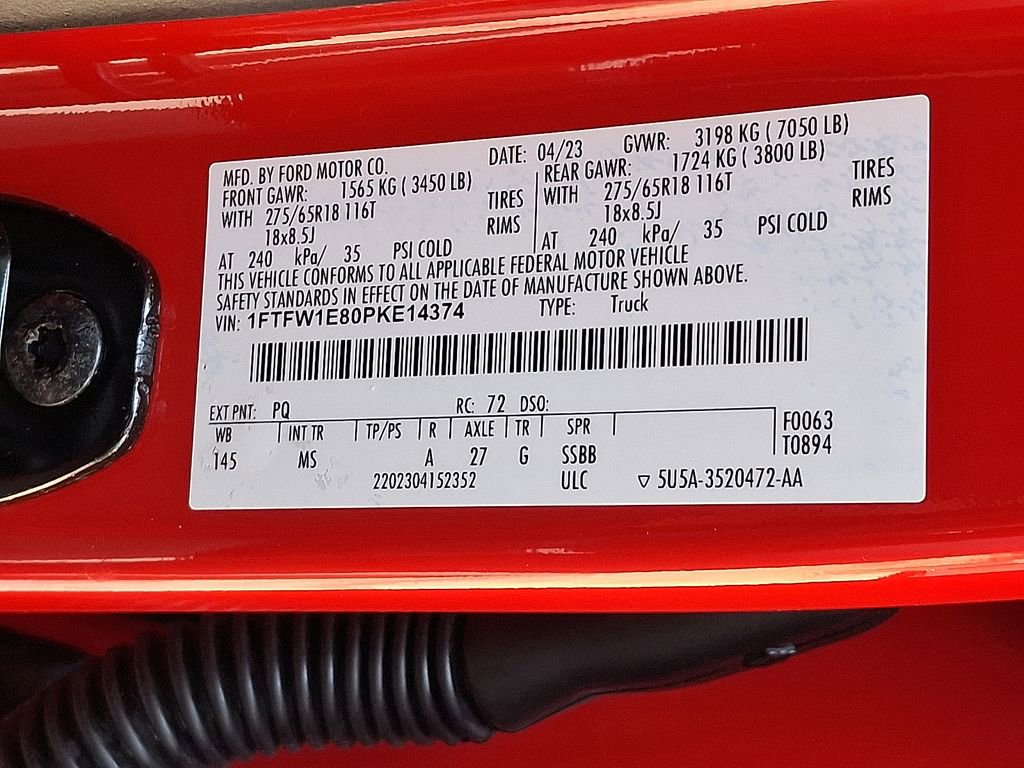 MFD. BY FORD MOTOR CO. DATE: 04/23 GVWR: 3198 KG ( 7050 LB)
FRONT GAWR: 1565 KG ( 3450 LB) REAR GAWR: 1724 KG ( 3800 LB)
WITH 275/65R18 116T TIRES WITH 275/65R18 116T TIRES
18x8.5J RIMS 18x8.5J RIMS
AT 240 kPa/ 35 PSI COLD AT 240 kPa/ 35 PSI COLD
THIS VEHICLE CONFORMS TO ALL APPLICABLE FEDERAL MOTOR VEHICLE
SAFETY STANDARDS IN EFFECT ON THE DATE OF MANUFACTURE SHOWN ABOVE.
VIN: 1FTFW1E80PKE14374 TYPE: Truck
EXT PNT: PQ RC: 72 DSO:
WB INT TR TP/PS R AXLE TR SPR F0063
145 MS A 27 G SSBB T0894
2202304152352 ULC ▽ 5U5A-3520472-AA